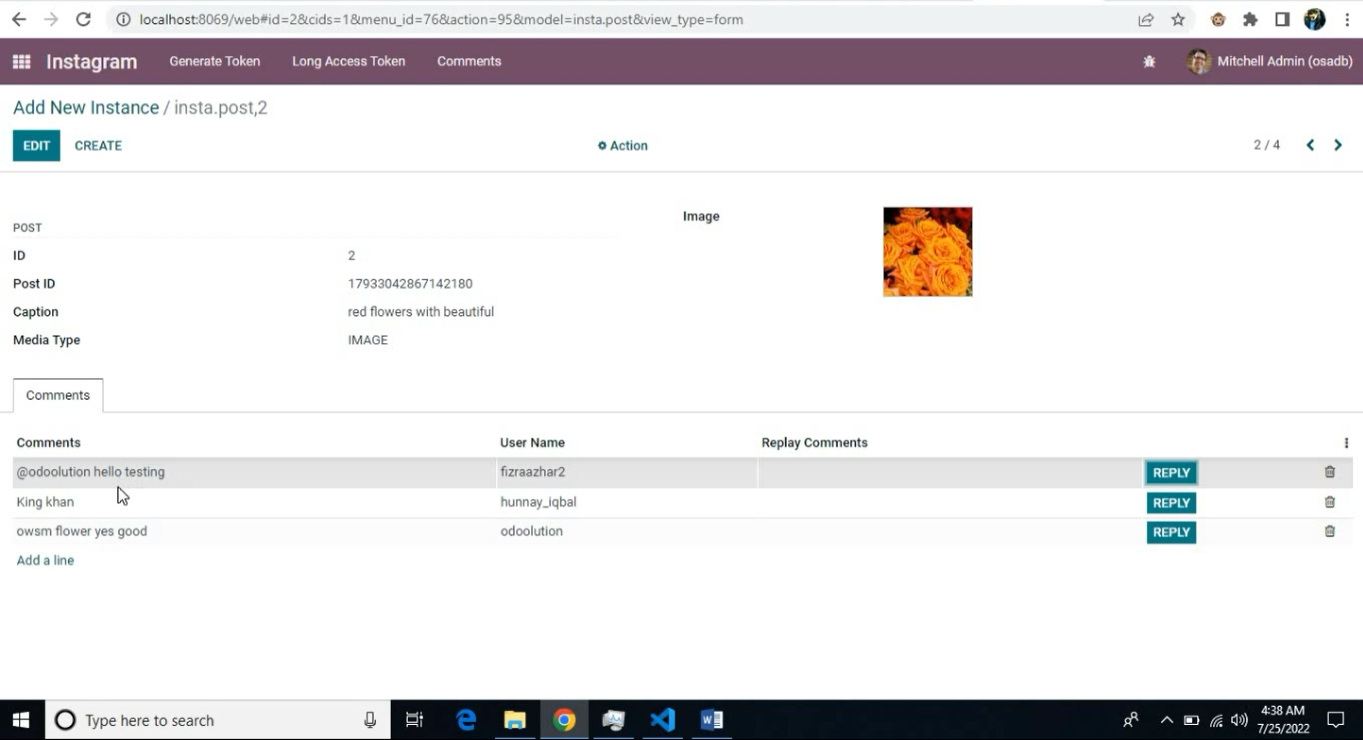 localhost:8069/web#id=2&cids=1&menu_id=76&action=95&model=insta.post&view_type=form
Instagram Generate Token Long Access Token Comments Mitchell Admin (osadb)
Add New Instance / insta.post,2
EDIT CREATE Action 2 / 4
Image
POST
ID 2
Post ID 17933042867142180
Caption red flowers with beautiful
Media Type IMAGE
Comments
Comments User Name Replay Comments
@odoolution hello testing fizraazhar2 REPLY
King khan hunnay_iqbal REPLY
owsm flower yes good odoolution REPLY
Add a line
Type here to search 4:38 AM
7/25/2022